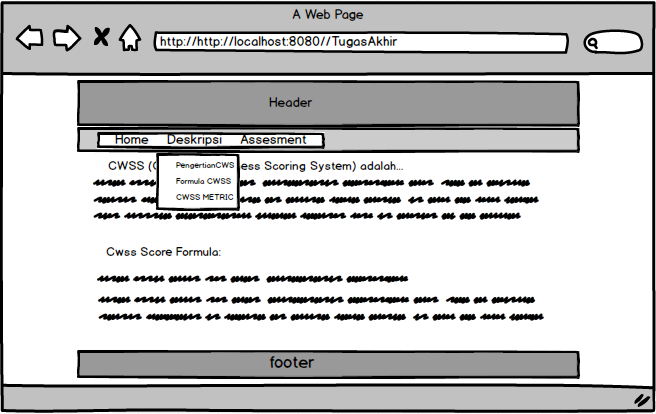 A Web Page
http://http://localhost:8080//TugasAkhir
Header
Home Deskripsi Assesment
CWSS (C ess Scoring System) adalah...
PengertianCWS
Formula CWSS
CWSS METRIC
Cwss Score Formula:
footer